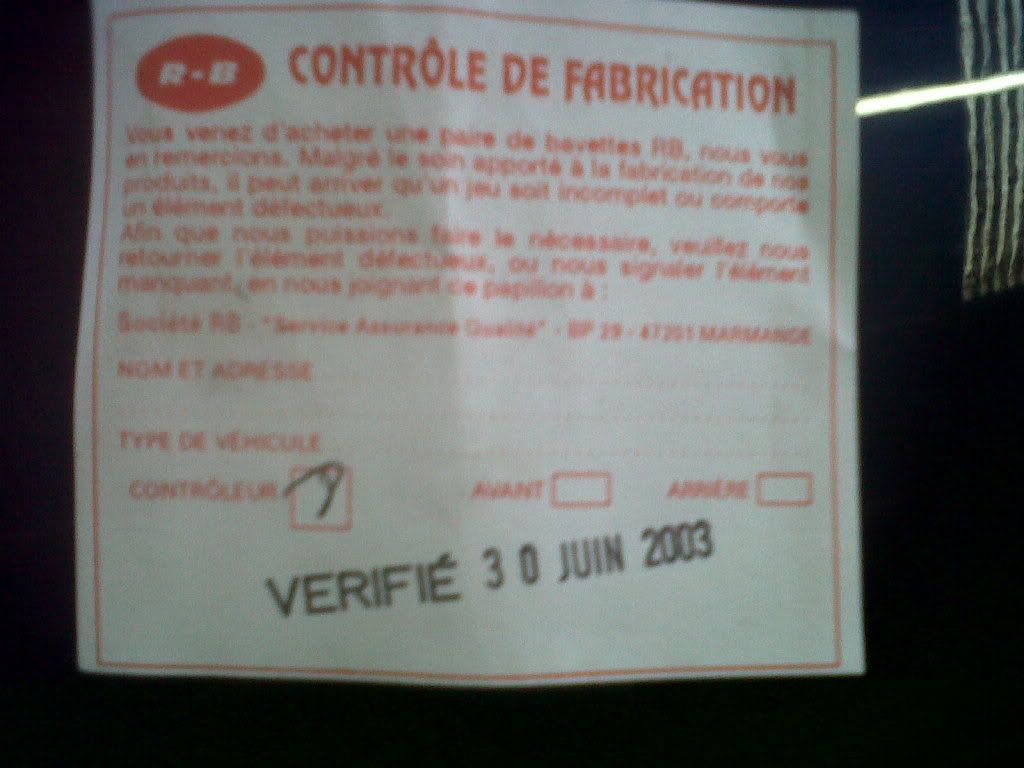 R-B CONTRÔLE DE FABRICATION
Vous venez d'acheter une paire de bavettes RB, nous vous
en remercions. Malgré le soin apporté à la fabrication de nos
produits, il peut arriver qu'un jeu soit incomplet ou comporte
un élément défectueux.
Afin que nous puissions faire le nécessaire, veuillez nous
retourner l'élément défectueux, ou nous signaler l'élément
manquant, en nous joignant ce papillon à :
Société RB - "Service Assurance Qualité" - BP 29 - 47201 MARMANDE
NOM ET ADRESSE
TYPE DE VÉHICULE
CONTRÔLEUR AVANT ARRIÈRE
VERIFIÉ 30 JUIN 2003